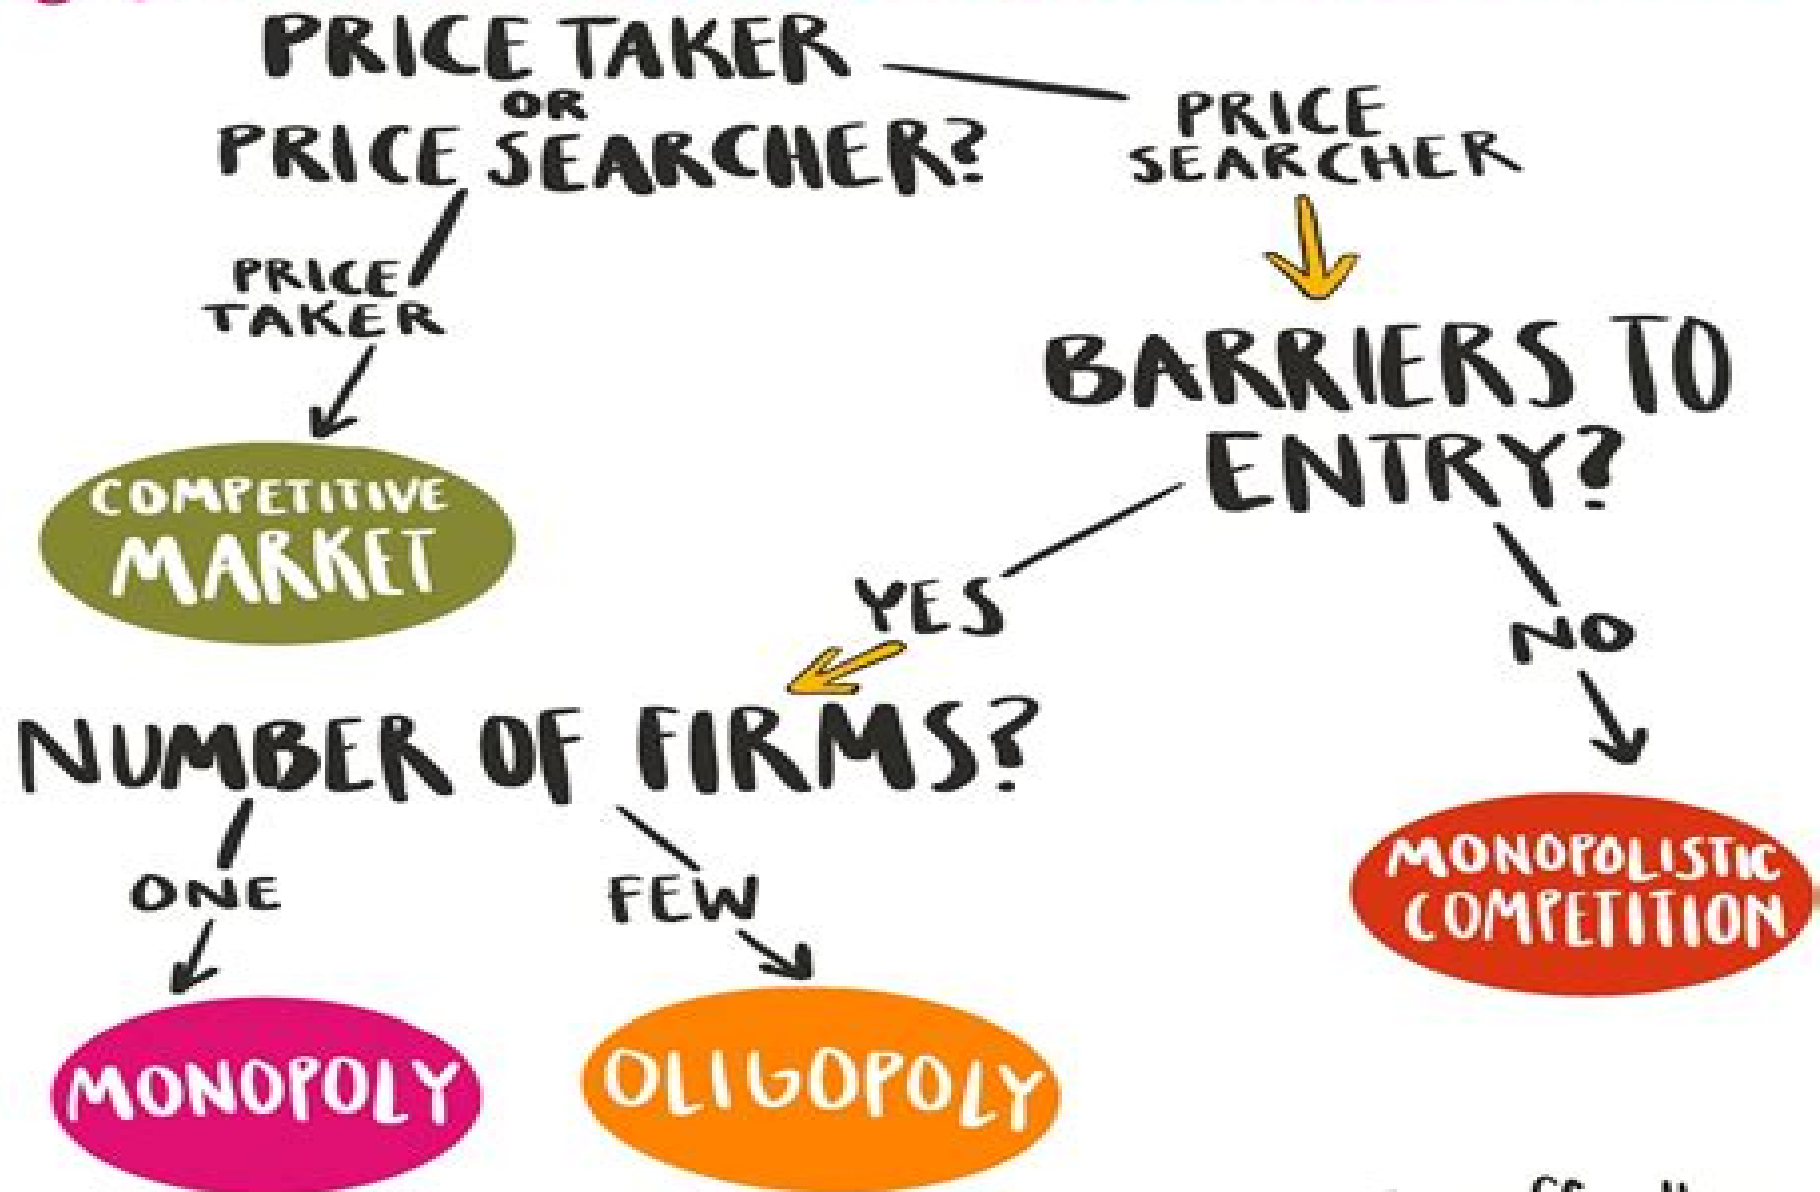 PRICE TAKER
OR
PRICE SEARCHER?
PRICE
SEARCHER
PRICE
TAKER
COMPETITIVE
MARKET
BARRIERS TO
ENTRY?
YES
NO
NUMBER OF FIRMS?
ONE
FEW
MONOPOLISTIC
COMPETITION
MONOPOLY
OLIGOPOLY